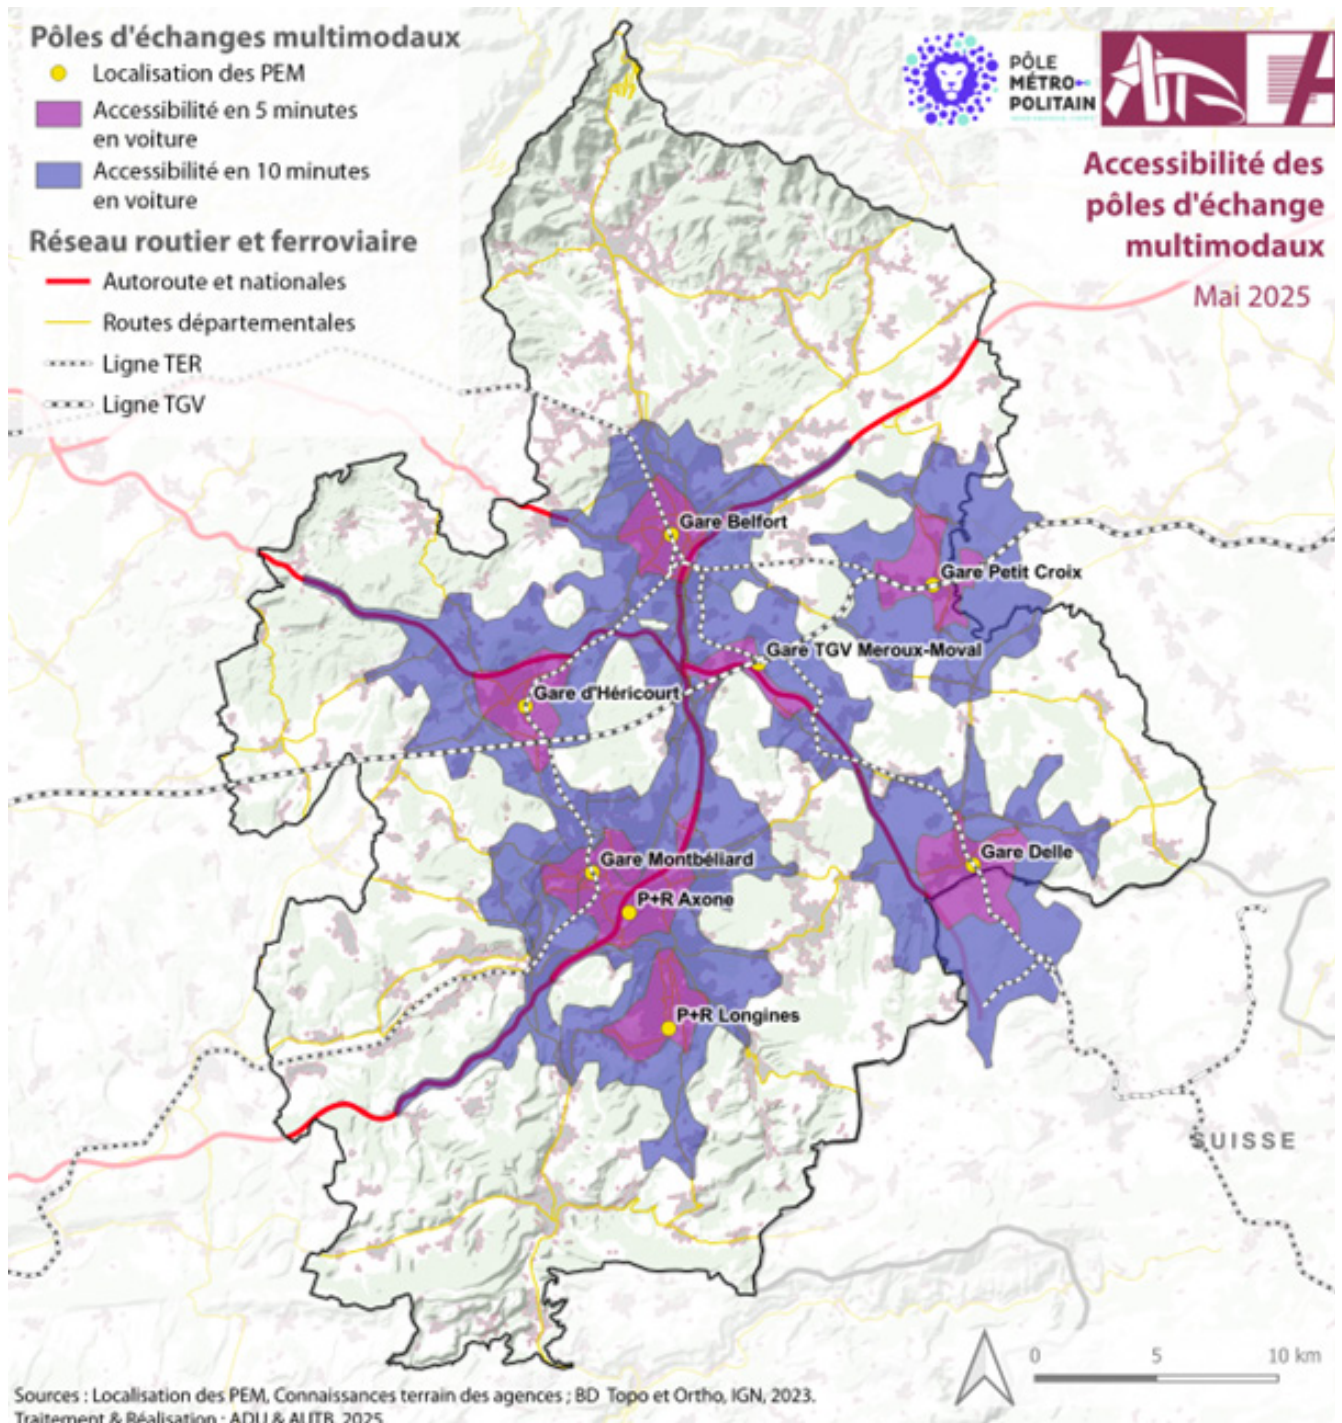 Pôles d'échanges multimodaux
Localisation des PEM
Accessibilité en 5 minutes
en voiture
Accessibilité en 10 minutes
en voiture
Réseau routier et ferroviaire
Autoroute et nationales
Routes départementales
Ligne TER
Ligne TGV
PÔLE
MÉTRO-
POLITAIN
Accessibilité des
pôles d'échange
multimodaux
Mai 2025
Gare Belfort
Gare Petit Croix
Gare TGV Meroux-Moval
Gare d'Héricourt
Gare Montbéliard
Gare Delle
P+R Axone
P+R Longines
SUISSE
0 5 10 km
Sources : Localisation des PEM, Connaissances terrain des agences ; BD Topo et Ortho, IGN, 2023.
Traitement & Réalisation : ADU & AUTB, 2025